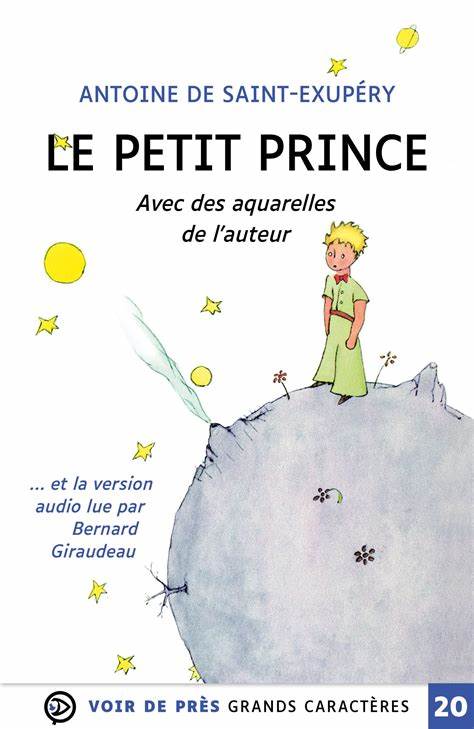 ANTOINE DE SAINT-EXUPÉRY
LE PETIT PRINCE
Avec des aquarelles
de l’auteur
... et la version
audio lue par
Bernard
Giraudeau
VOIR DE PRÈS GRANDS CARACTÈRES 20